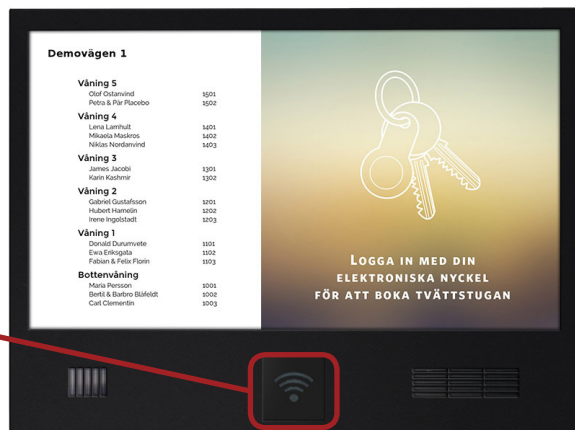 Demovägen 1
Våning 5
Olof Ostanvind 1501
Petra & Pär Placebo 1502
Våning 4
Lena Lamhult 1401
Mikaela Maskros 1402
Niklas Nordanvind 1403
Våning 3
James Jacobi 1301
Karin Kashmir 1302
Våning 2
Gabriel Gustafsson 1201
Hubert Hamelin 1202
Irene Ingolstadt 1203
Våning 1
Donald Durumvete 1101
Ewa Eriksgata 1102
Fabian & Felix Florin 1103
Bottenvåning
Maria Persson 1001
Bertil & Barbro Blåfeldt 1002
Carl Clementin 1003
LOGGA IN MED DIN
ELEKTRONISKA NYCKEL
FÖR ATT BOKA TVÄTTSTUGAN